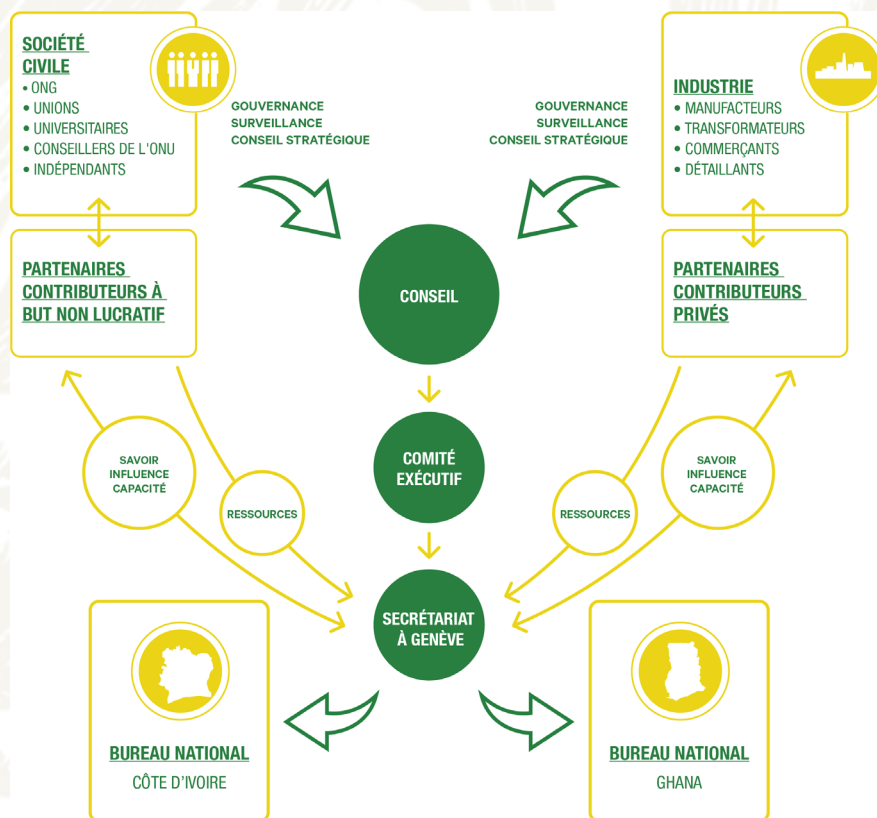 SOCIÉTÉ
CIVILE
• ONG
• UNIONS
• UNIVERSITAIRES
• CONSEILLERS DE L'ONU
• INDÉPENDANTS
GOUVERNANCE
SURVEILLANCE
CONSEIL STRATÉGIQUE
GOUVERNANCE
SURVEILLANCE
CONSEIL STRATÉGIQUE
INDUSTRIE
• MANUFACTEURS
• TRANSFORMATEURS
• COMMERÇANTS
• DÉTAILLANTS
PARTENAIRES
CONTRIBUTEURS À
BUT NON LUCRATIF
CONSEIL
PARTENAIRES
CONTRIBUTEURS
PRIVÉS
SAVOIR
INFLUENCE
CAPACITÉ
RESSOURCES
COMITÉ
EXÉCUTIF
RESSOURCES
SAVOIR
INFLUENCE
CAPACITÉ
SECRÉTARIAT
À GENÈVE
BUREAU NATIONAL
CÔTE D’IVOIRE
BUREAU NATIONAL
GHANA